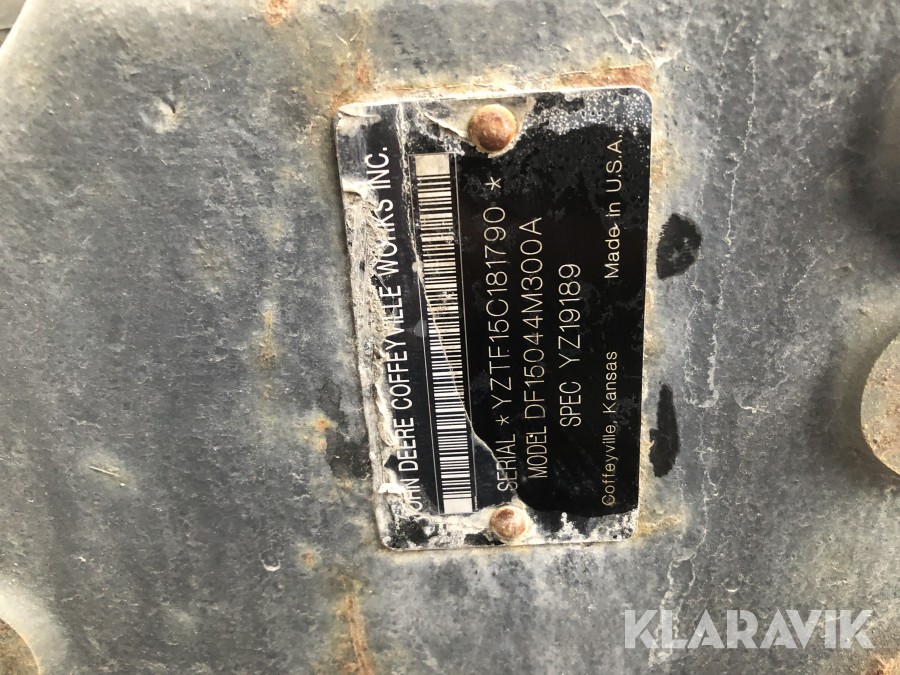 JOHN DEERE COFFEYVILLE WORKS INC.
SERIAL * YZTF15C181790 *
MODEL DF15044M300A
SPEC YZ19189
Coffeyville, Kansas Made in U.S.A.
KLARAVIK